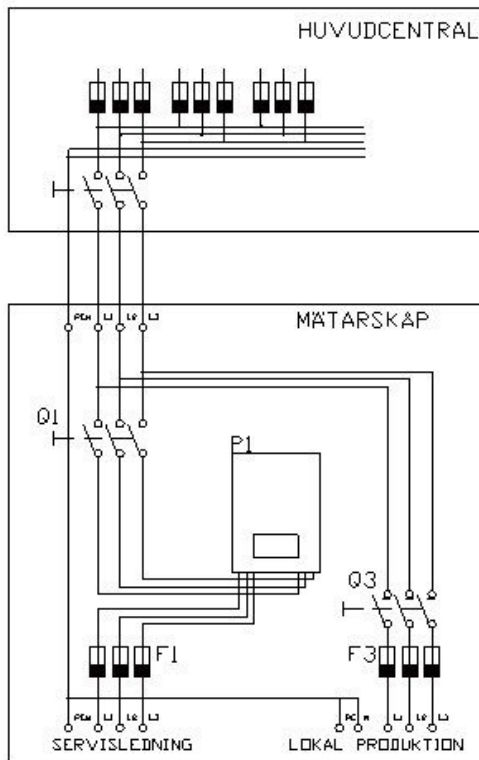 HUVUDCENTRAL
PEN L1 L2 L3
MÄTARSKÅP
Q1
P1
Q3
F1
F3
PEN L1 L2 L3
PE N L1 L2 L3
SERVISLEDNING
LOKAL PRODUKTION